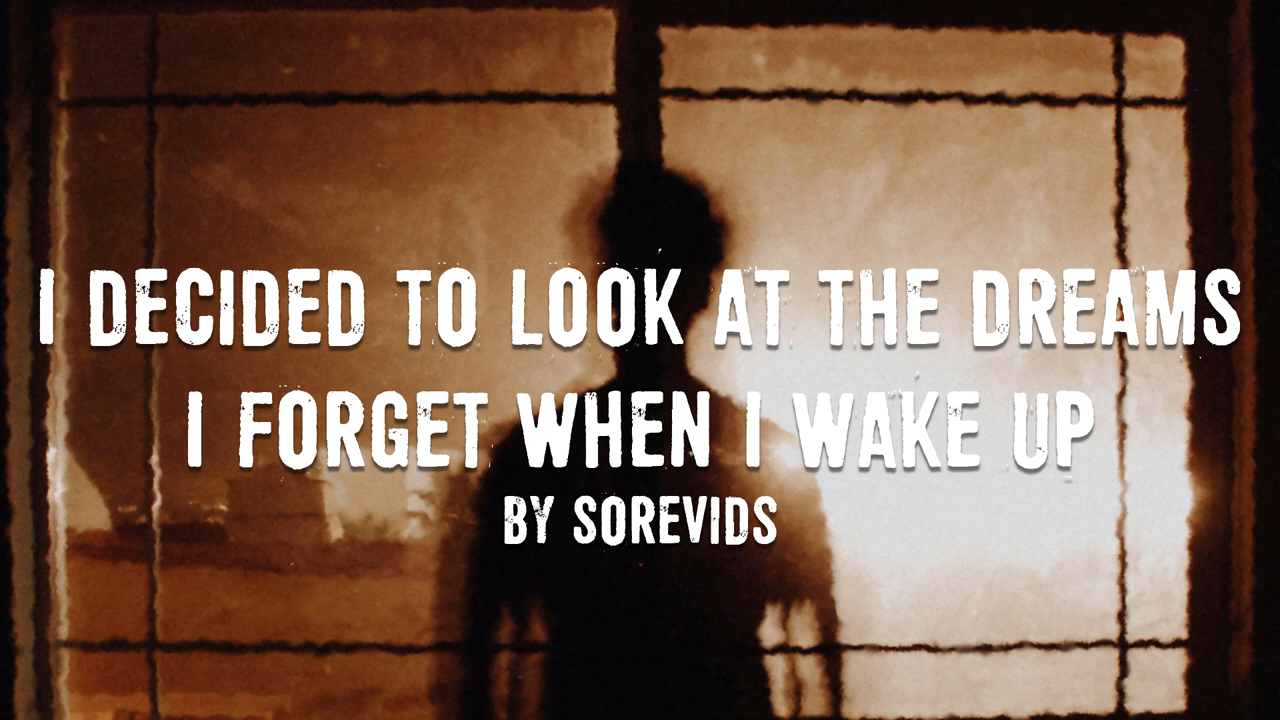 I DECIDED TO LOOK AT THE DREAMS
I FORGET WHEN I WAKE UP
BY SOREVIDS